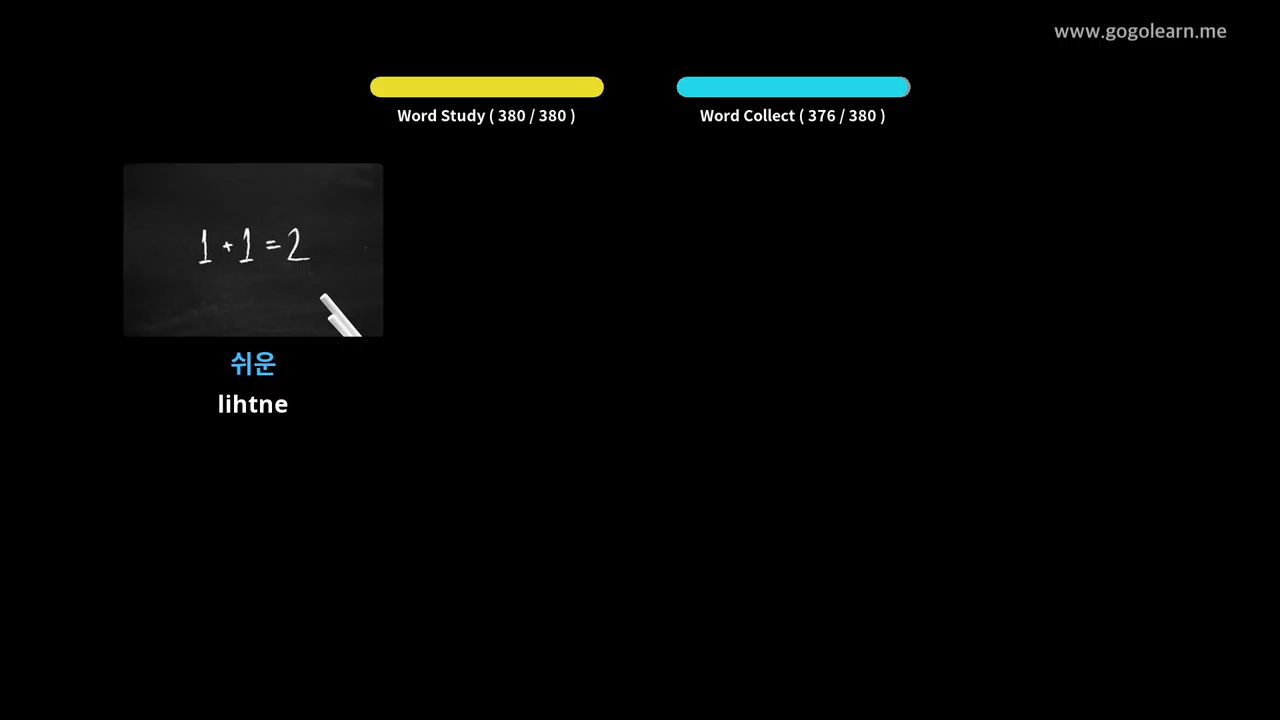 www.gogolearn.me
Word Study ( 380 / 380 )
Word Collect ( 376 / 380 )
1 + 1 = 2
쉬운
lihtne